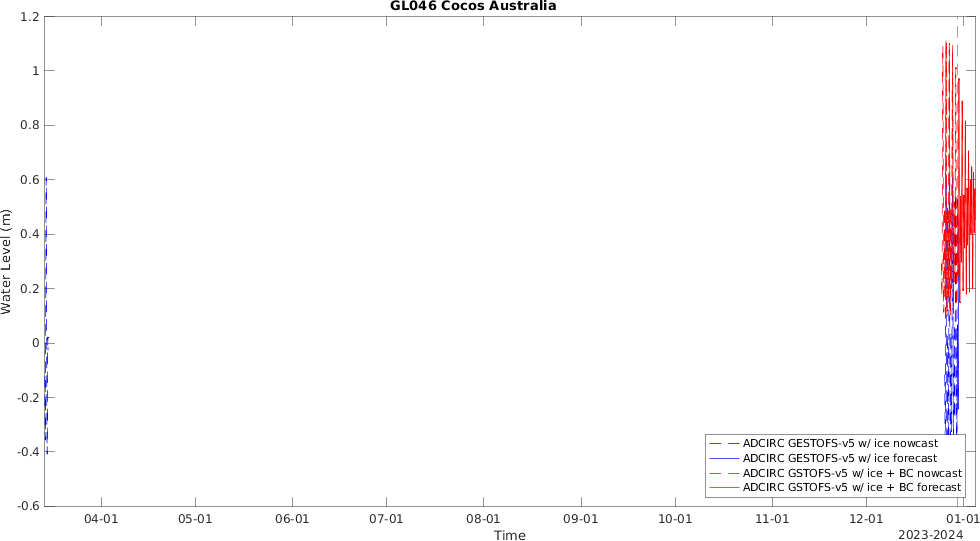 GL046 Cocos Australia
1.2
1
0.8
0.6
0.4
0.2
0
-0.2
-0.4
-0.6
Water Level (m)
ADCIRC GESTOFS-v5 w/ ice nowcast
ADCIRC GESTOFS-v5 w/ ice forecast
ADCIRC GSTOFS-v5 w/ ice + BC nowcast
ADCIRC GSTOFS-v5 w/ ice + BC forecast
04-01 05-01 06-01 07-01 08-01 09-01 10-01 11-01 12-01 01-01
Time
2023-2024